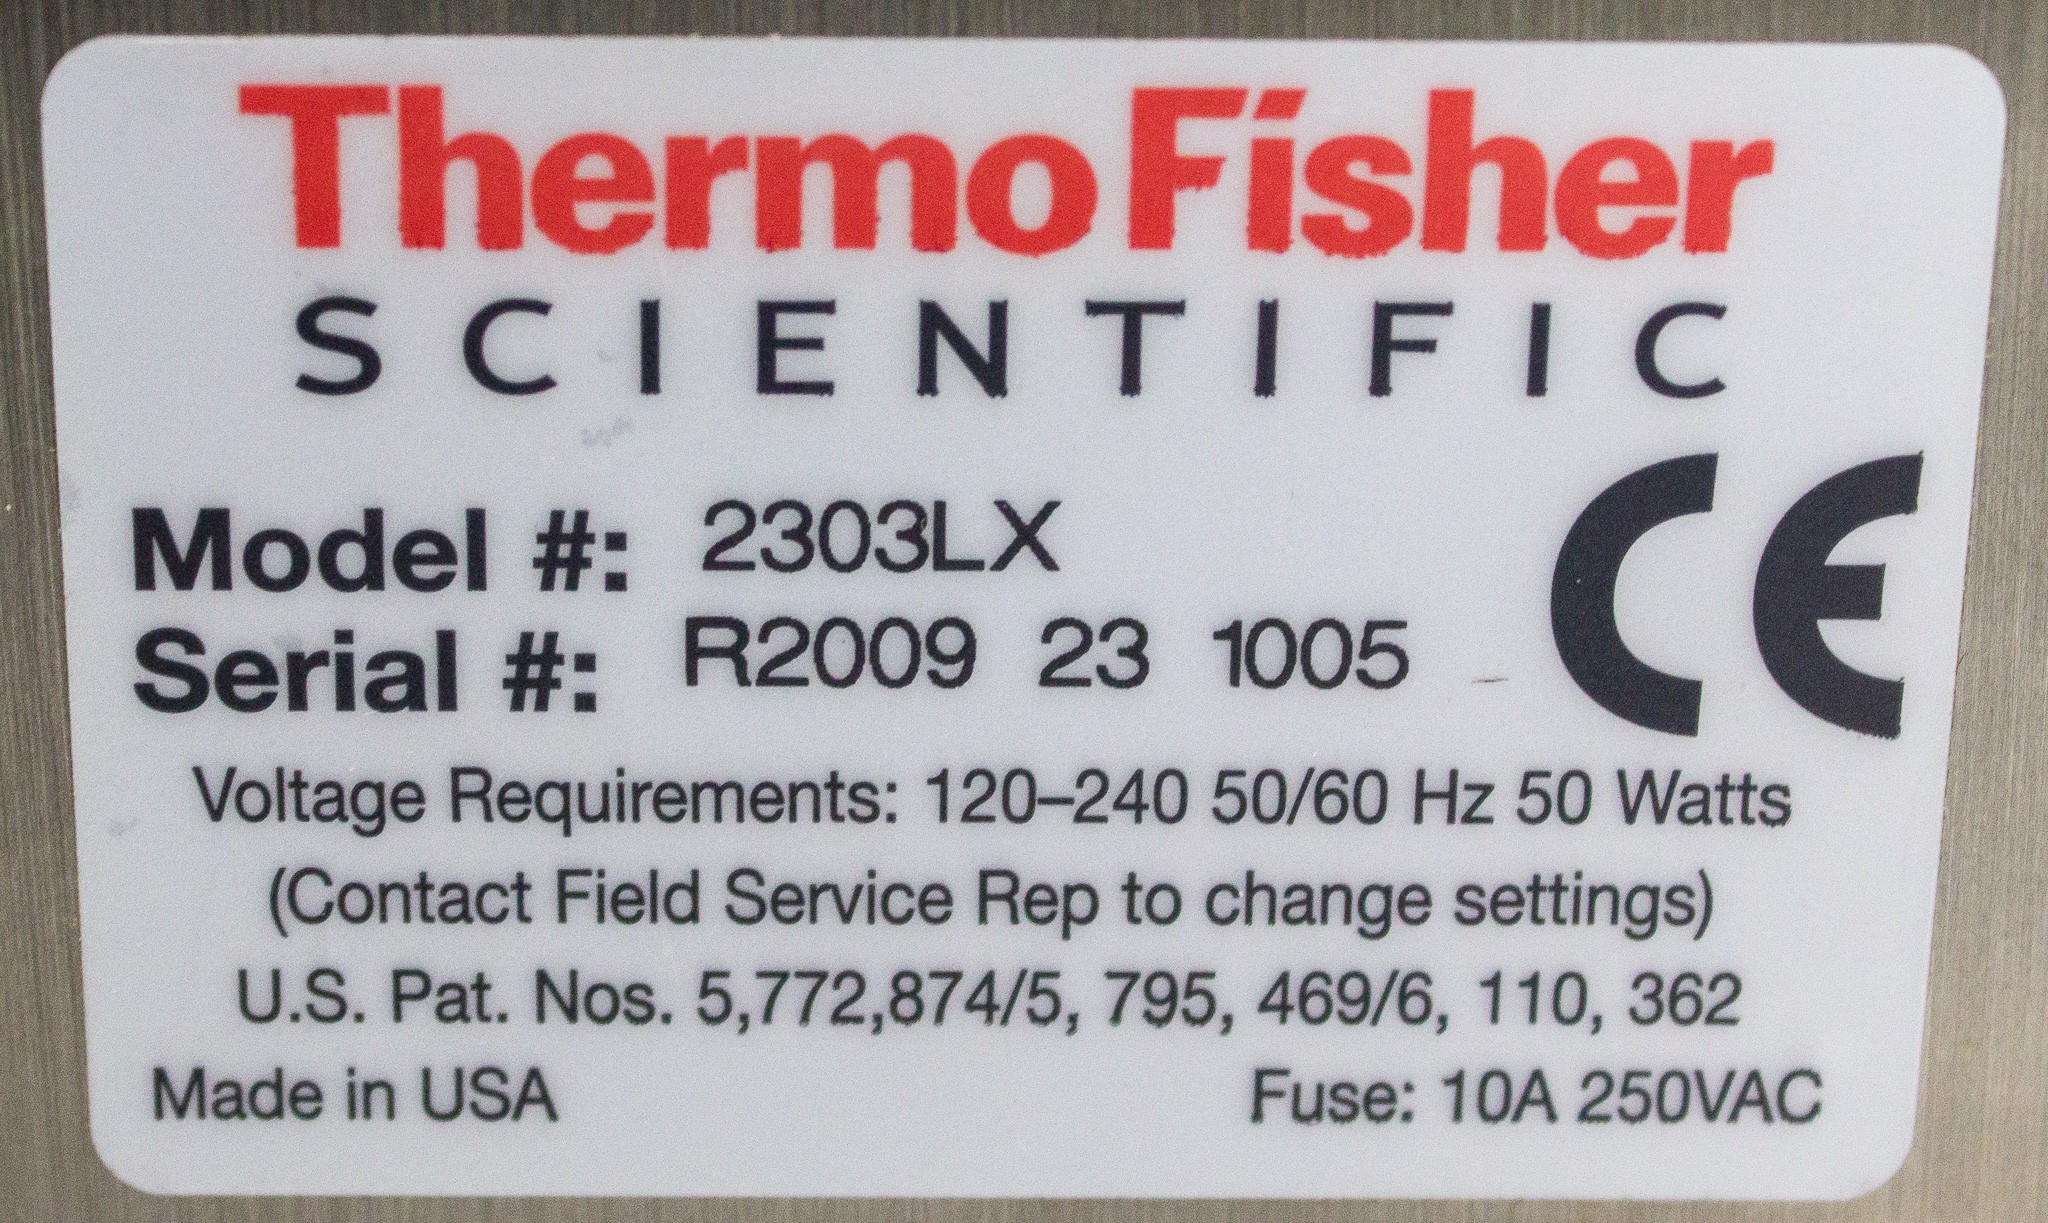 ThermoFisher
SCIENTIFIC
Model #: 2303LX
Serial #: R2009 23 1005
CE
Voltage Requirements: 120–240 50/60 Hz 50 Watts
(Contact Field Service Rep to change settings)
U.S. Pat. Nos. 5,772,874/5, 795, 469/6, 110, 362
Made in USA Fuse: 10A 250VAC